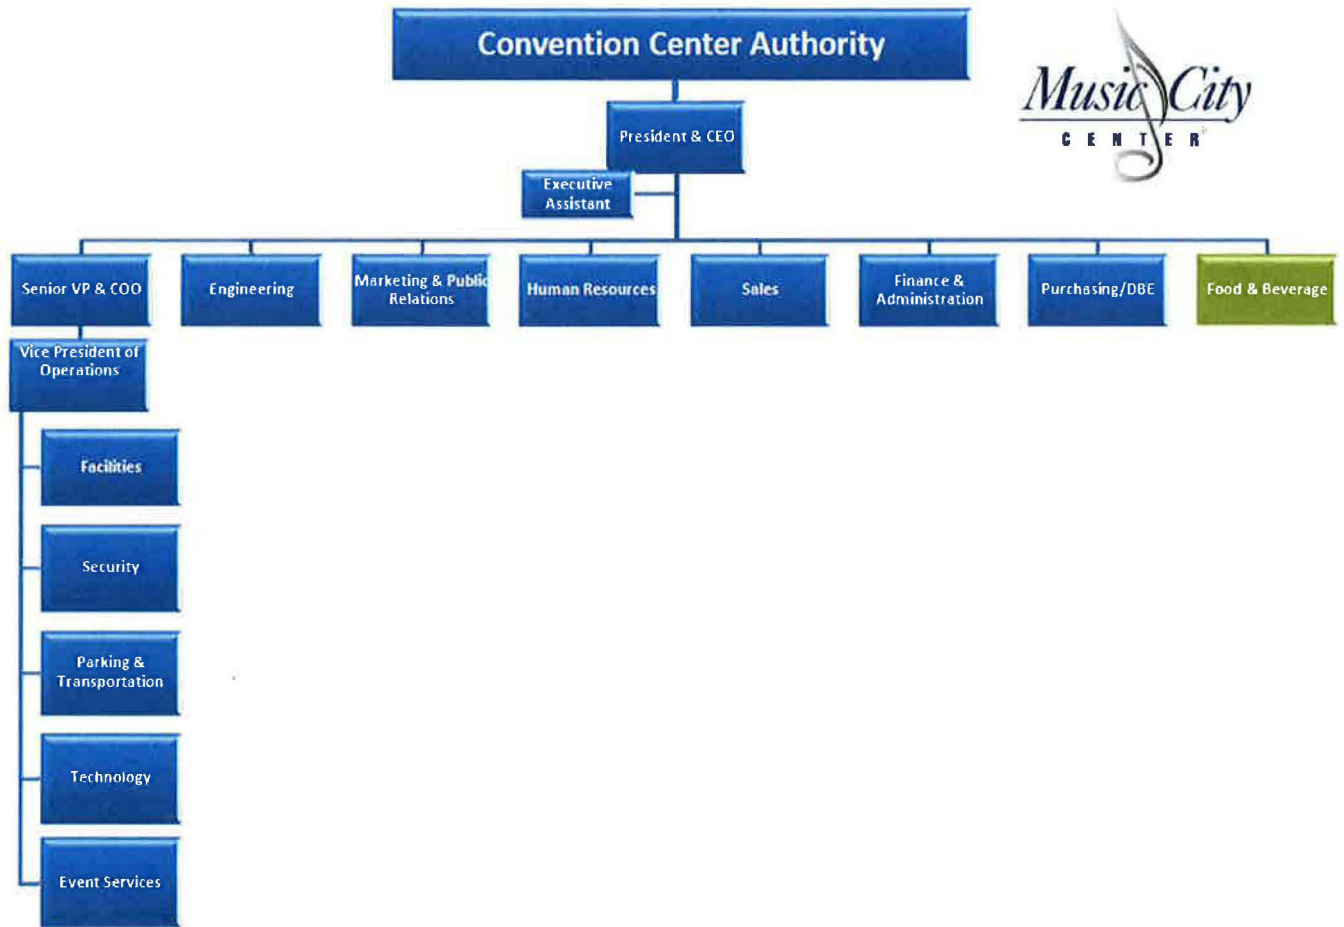 Convention Center Authority
Music City
CENTER®
President & CEO
Executive
Assistant
Senior VP & COO
Engineering
Marketing & Public
Relations
Human Resources
Sales
Finance &
Administration
Purchasing/DBE
Food & Beverage
Vice President of
Operations
Facilities
Security
Parking &
Transportation
Technology
Event Services